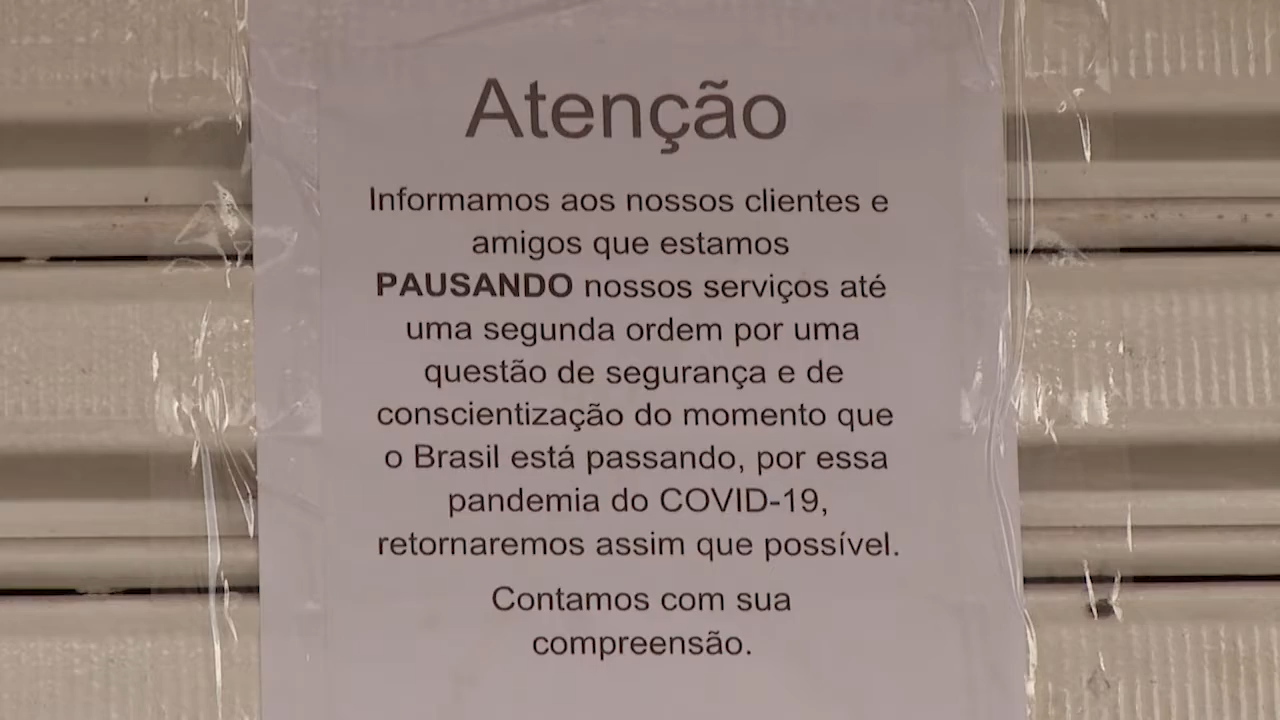 Atenção
Informamos aos nossos clientes e
amigos que estamos
PAUSANDO nossos serviços até
uma segunda ordem por uma
questão de segurança e de
conscientização do momento que
o Brasil está passando, por essa
pandemia do COVID-19,
retornaremos assim que possível.
Contamos com sua
compreensão.